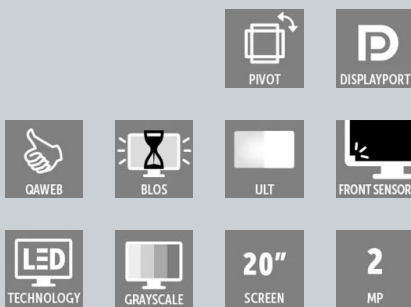 PIVOT
DISPLAYPORT
QAWEB
BLOS
ULT
FRONT SENSOR
LED
TECHNOLOGY
GRAYSCALE
20"
SCREEN
2
MP